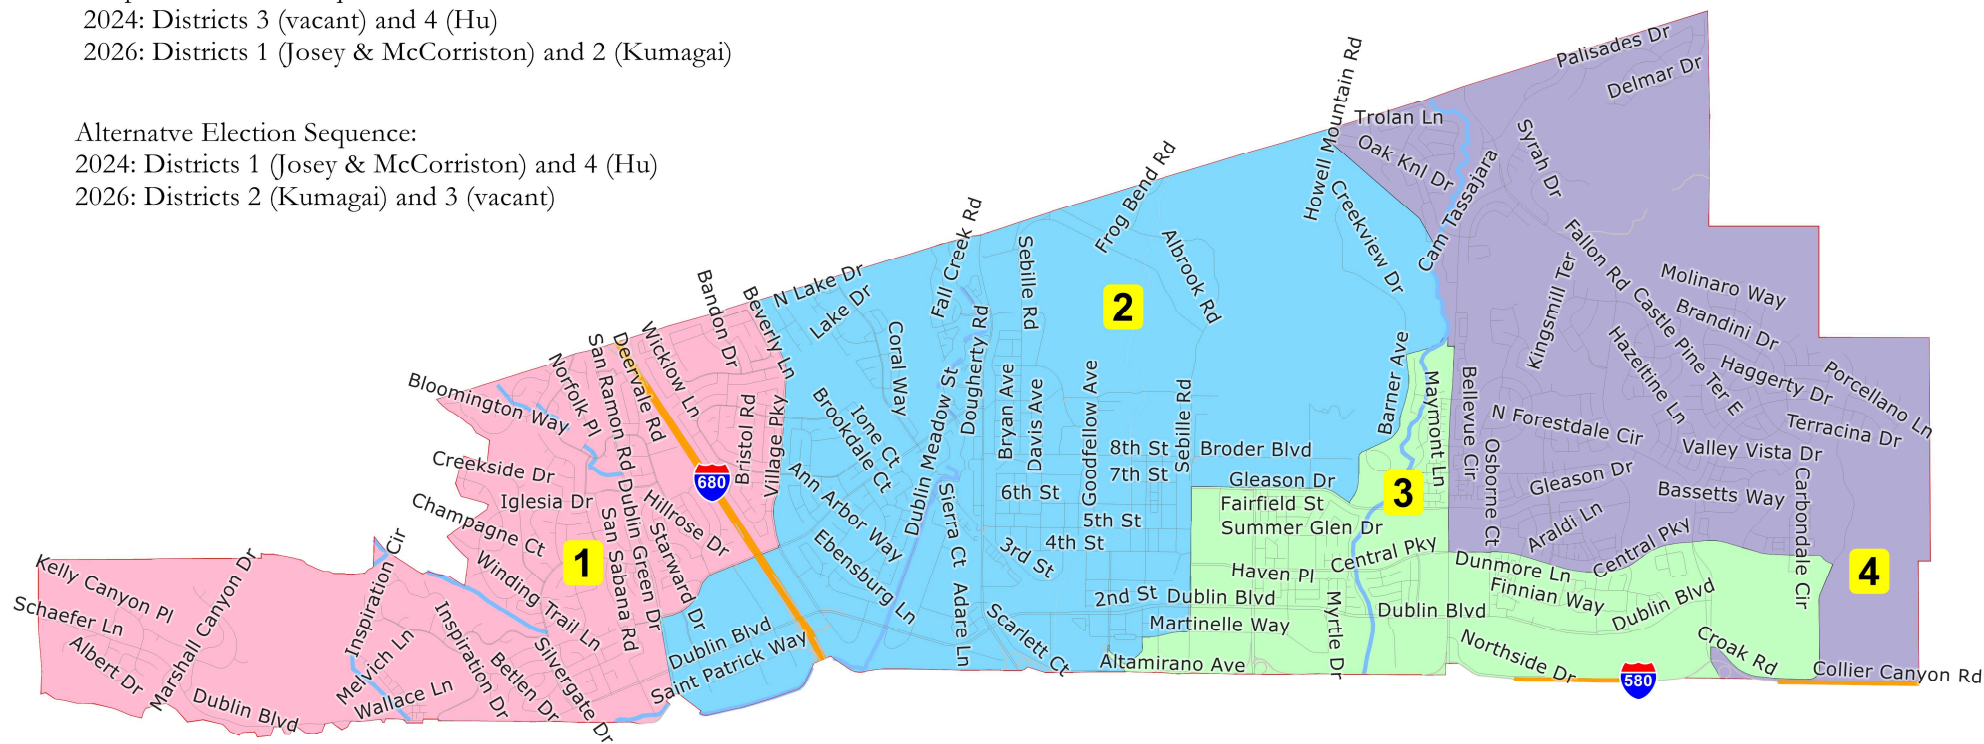 2024: Districts 3 (vacant) and 4 (Hu)
2026: Districts 1 (Josey & McCorriston) and 2 (Kumagai)
Alternatve Election Sequence:
2024: Districts 1 (Josey & McCorriston) and 4 (Hu)
2026: Districts 2 (Kumagai) and 3 (vacant)
Palisades Dr
Delmar Dr
Howell Mountain Rd
Trolan Ln
Oak Knl Dr
Syrah Dr
Cam Tassajara
Creekview Dr
Frog Bend Rd
Albrook Rd
Fall Creek Rd
Sebille Rd
Fallon Rd
Kingsmill Ter
Molinaro Way
Brandini Dr
Castle Pine Ter E
Hazeltine Ln
Haggerty Dr
Porcellano Ln
Terracina Dr
N Lake Dr
Lake Dr
Bandon Dr
Beverly Ln
Wicklow Ln
Deervale Rd
San Ramon Rd
Norfolk Pl
Bloomington Way
Coral Way
Dougherty Rd
2
Barner Ave
Maymont Ln
Bellevue Cir
N Forestdale Cir
Valley Vista Dr
Osborne Ct
Gleason Dr
Bassetts Way
Carbondale Cir
Araldi Ln
Central Pky
Bristol Rd
Village Pky
Brookdale Ct
Ione Ct
Dublin Meadow St
Bryan Ave
Davis Ave
Goodfellow Ave
Sebille Rd
8th St
Broder Blvd
7th St
Gleason Dr
6th St
Fairfield St
3
5th St
Summer Glen Dr
4th St
Central Pky
3rd St
Haven Pl
2nd St
Dublin Blvd
Martinelle Way
Altamirano Ave
Myrtle Dr
Dublin Blvd
Dunmore Ln
Finnian Way
Dublin Blvd
Northside Dr
Croak Rd
4
Collier Canyon Rd
580
Creekside Dr
Iglesia Dr
680
Champagne Ct
Hillrose Dr
Starward Dr
Dublin Green Dr
San Sabana Rd
1
Winding Trail Ln
Ann Arbor Way
Ebensburg Ln
Sierra Ct
Adare Ln
Scarlett Ct
Dublin Blvd
Saint Patrick Way
Kelly Canyon Pl
Schaefer Ln
Albert Dr
Marshall Canyon Dr
Dublin Blvd
Inspiration Cir
Melvich Ln
Wallace Ln
Inspiration Dr
Betlen Dr
Silvergate Dr